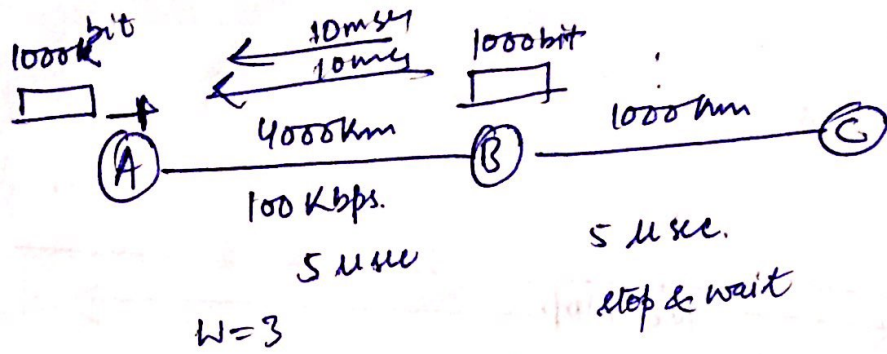 1000k bit
10msec
10msec
1000bit
4000Km
1000km
A
B
C
100 Kbps.
5 μsec
5 μsec.
stop & wait
W=3